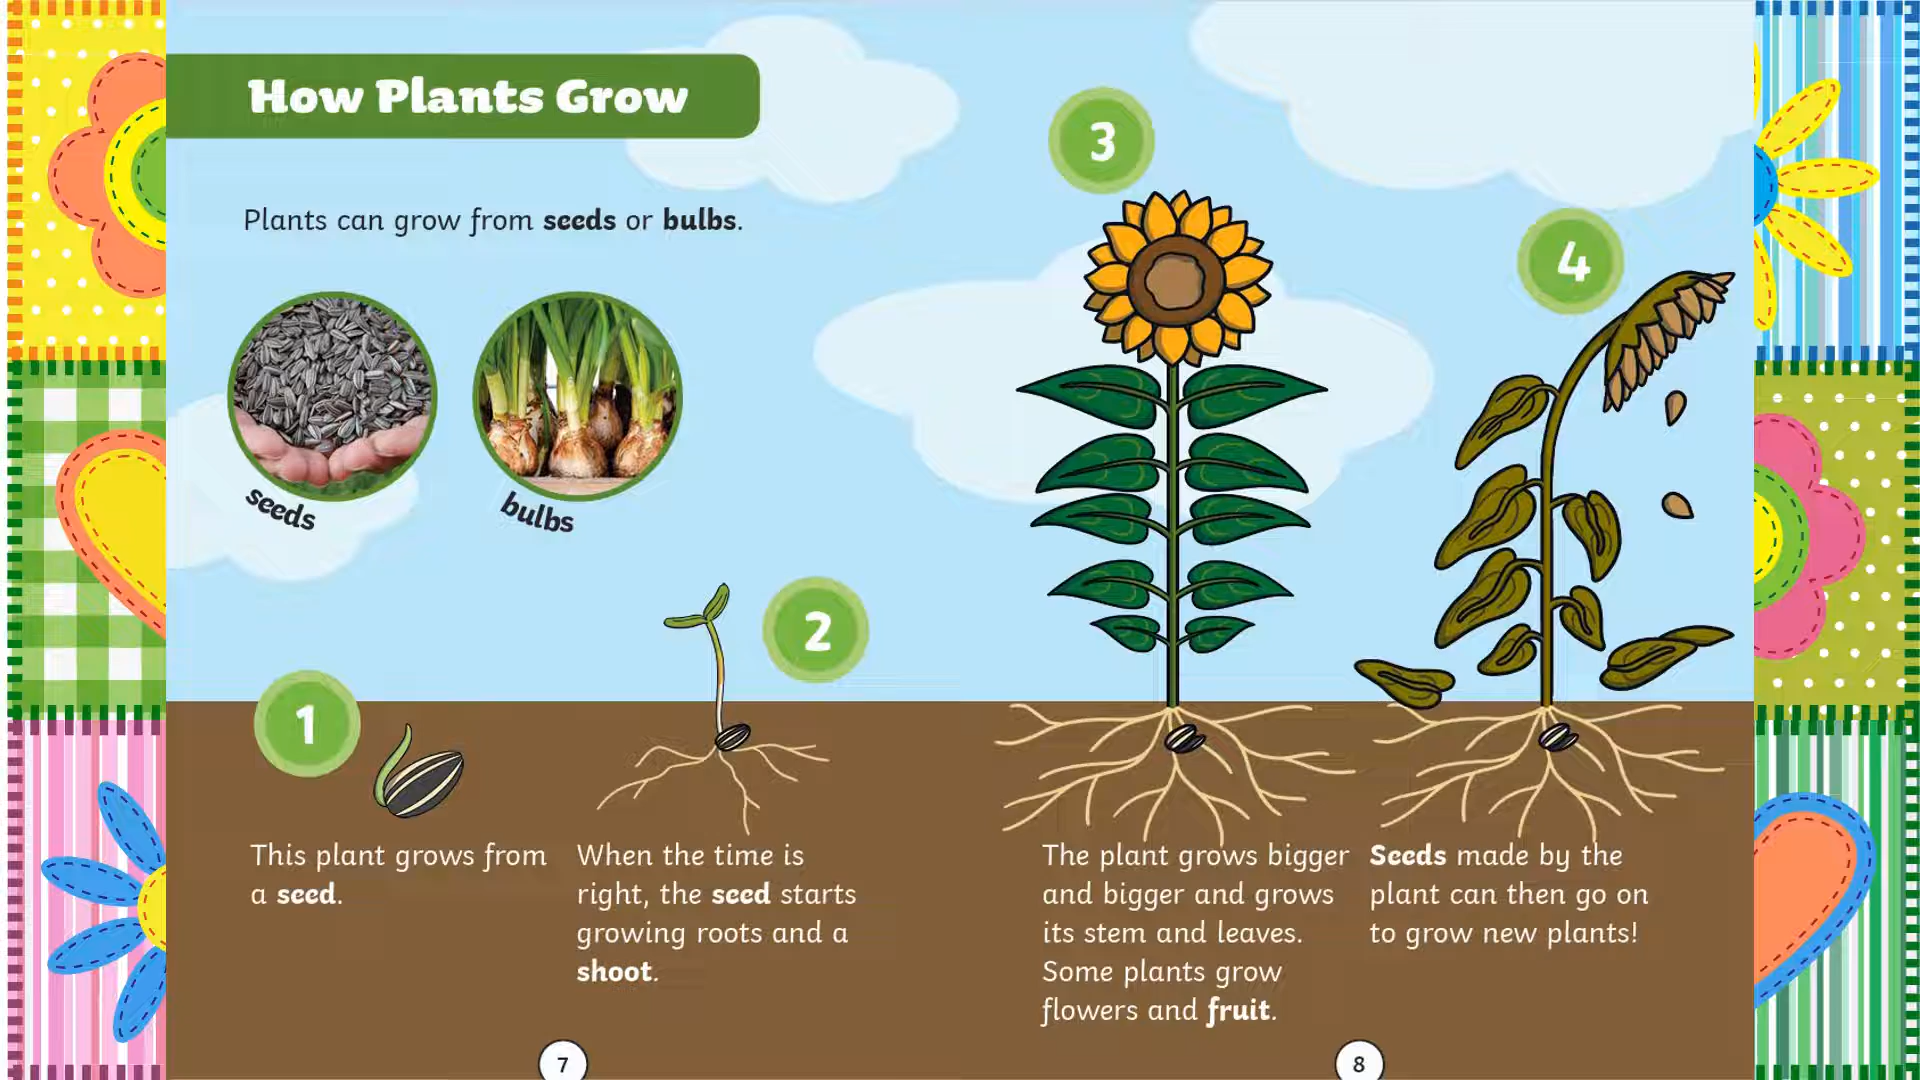 How Plants Grow
Plants can grow from seeds or bulbs.
seeds
bulbs
1
This plant grows from
a seed.
2
When the time is
right, the seed starts
growing roots and a
shoot.
7
3
The plant grows bigger
and bigger and grows
its stem and leaves.
Some plants grow
flowers and fruit.
4
Seeds made by the
plant can then go on
to grow new plants!
8